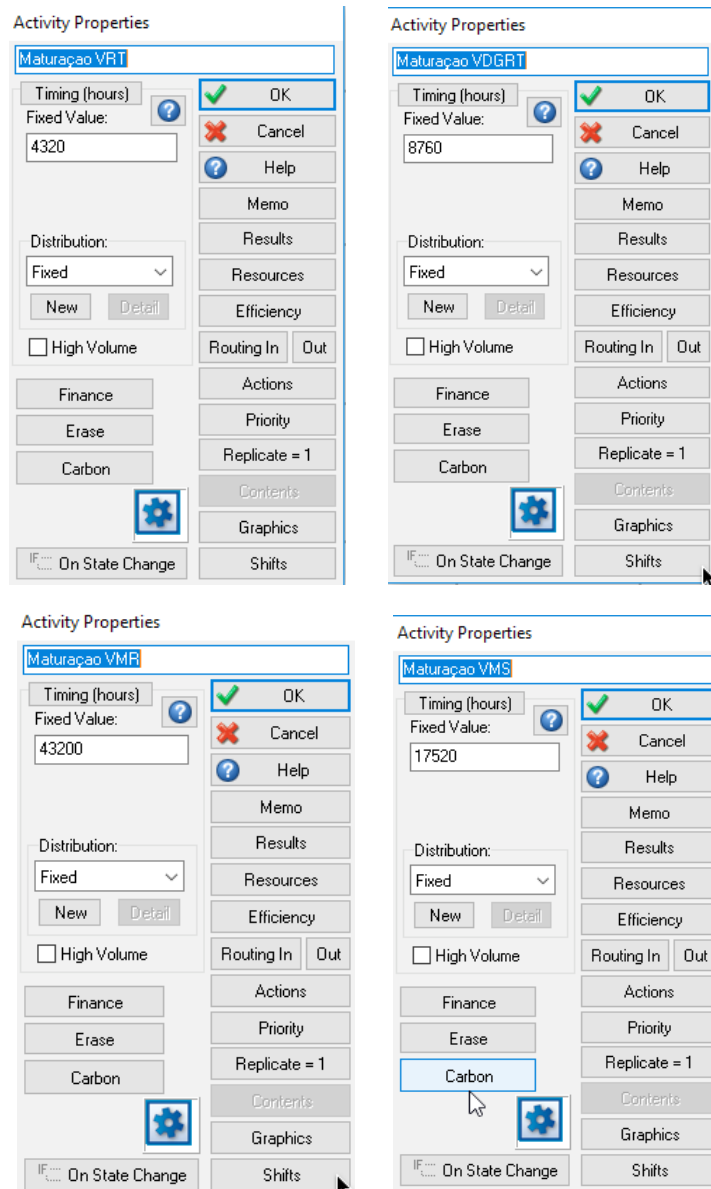 Activity Properties
Maturaçao VRT
Timing (hours)
Fixed Value:
4320
Distribution:
Fixed
New Detail
High Volume
Finance
Erase
Carbon
IF On State Change
OK
Cancel
Help
Memo
Results
Resources
Efficiency
Routing In Out
Actions
Priority
Replicate = 1
Contents
Graphics
Shifts
Activity Properties
Maturaçao VDGRT
Timing (hours)
Fixed Value:
8760
Distribution:
Fixed
New Detail
High Volume
Finance
Erase
Carbon
IF On State Change
OK
Cancel
Help
Memo
Results
Resources
Efficiency
Routing In Out
Actions
Priority
Replicate = 1
Contents
Graphics
Shifts
Activity Properties
Maturaçao VMR
Timing (hours)
Fixed Value:
43200
Distribution:
Fixed
New Detail
High Volume
Finance
Erase
Carbon
IF On State Change
OK
Cancel
Help
Memo
Results
Resources
Efficiency
Routing In Out
Actions
Priority
Replicate = 1
Contents
Graphics
Shifts
Activity Properties
Maturaçao VMS
Timing (hours)
Fixed Value:
17520
Distribution:
Fixed
New Detail
High Volume
Finance
Erase
Carbon
IF On State Change
OK
Cancel
Help
Memo
Results
Resources
Efficiency
Routing In Out
Actions
Priority
Replicate = 1
Contents
Graphics
Shifts